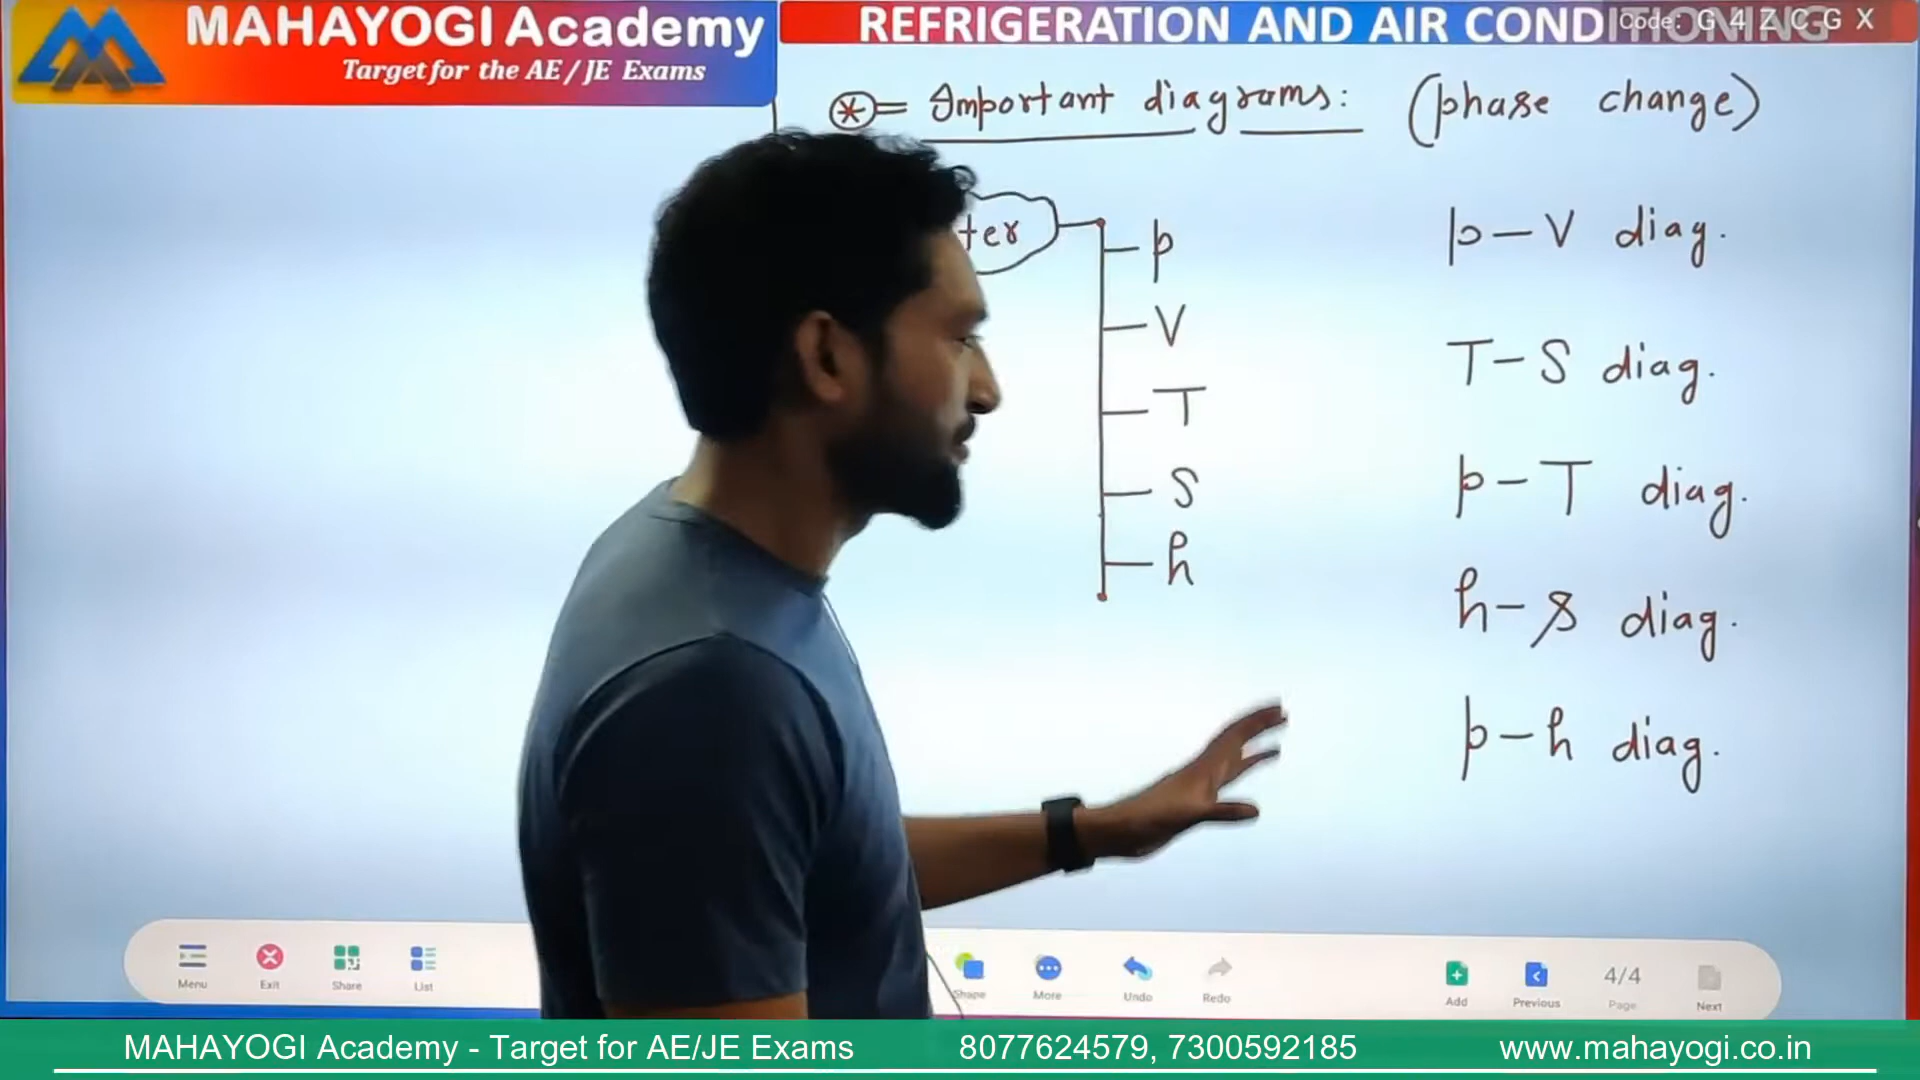 MAHAYOGI Academy
Target for the AE/JE Exams
REFRIGERATION AND AIR CONDITIONING
Code: G 4 Z C G X
= Important diagrams: (phase change)
ter
p
V
T
S
h
p-V diag.
T-S diag.
p-T diag.
h-s diag.
p-h diag.
Menu
Exit
Share
List
Shape
More
Undo
Redo
Add
Previous
4/4
Page
Next
MAHAYOGI Academy - Target for AE/JE Exams 8077624579, 7300592185 www.mahayogi.co.in